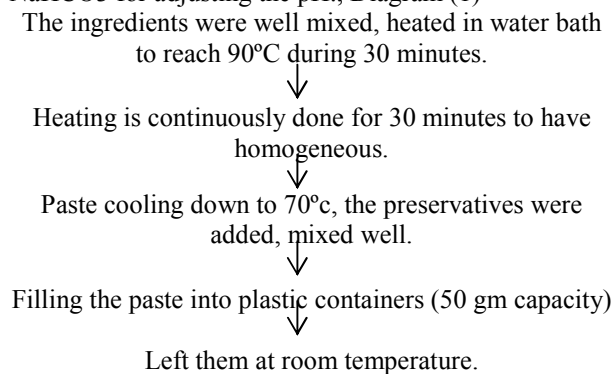 NaHCO3 for adjusting the pH., Diagram (1)
The ingredients were well mixed, heated in water bath
to reach 90ºC during 30 minutes.
Heating is continuously done for 30 minutes to have
homogeneous.
Paste cooling down to 70ºc, the preservatives were
added, mixed well.
Filling the paste into plastic containers (50 gm capacity)
Left them at room temperature.